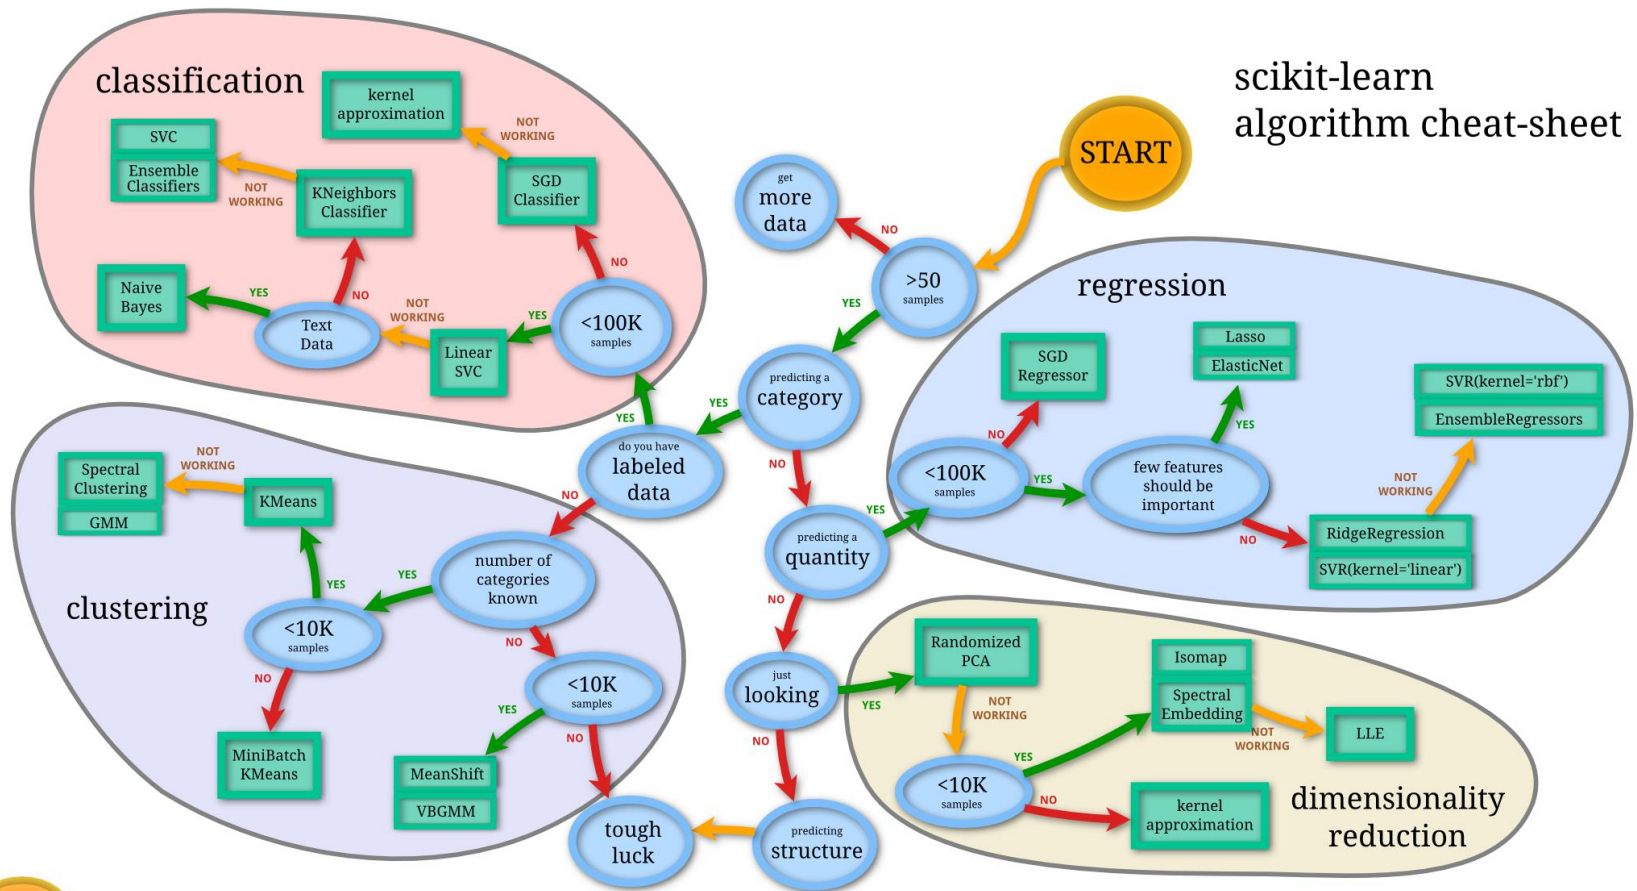 scikit-learn
algorithm cheat-sheet
START
>50
samples
NO
get
more
data
YES
predicting a
category
YES
do you have
labeled
data
YES
classification
<100K
samples
NO
SGD
Classifier
NOT
WORKING
kernel
approximation
YES
Linear
SVC
NOT
WORKING
Text
Data
YES
Naive
Bayes
NO
KNeighbors
Classifier
NOT
WORKING
SVC
Ensemble
Classifiers
NO
clustering
number of
categories
known
YES
<10K
samples
YES
KMeans
NOT
WORKING
Spectral
Clustering
GMM
NO
MiniBatch
KMeans
NO
<10K
samples
YES
MeanShift
VBGMM
NO
tough
luck
NO
predicting a
quantity
YES
regression
<100K
samples
NO
SGD
Regressor
YES
few features
should be
important
YES
Lasso
ElasticNet
NO
RidgeRegression
SVR(kernel='linear')
NOT
WORKING
SVR(kernel='rbf')
EnsembleRegressors
NO
just
looking
YES
dimensionality
reduction
Randomized
PCA
NOT
WORKING
<10K
samples
YES
Isomap
Spectral
Embedding
NOT
WORKING
LLE
NO
kernel
approximation
NO
predicting
structure